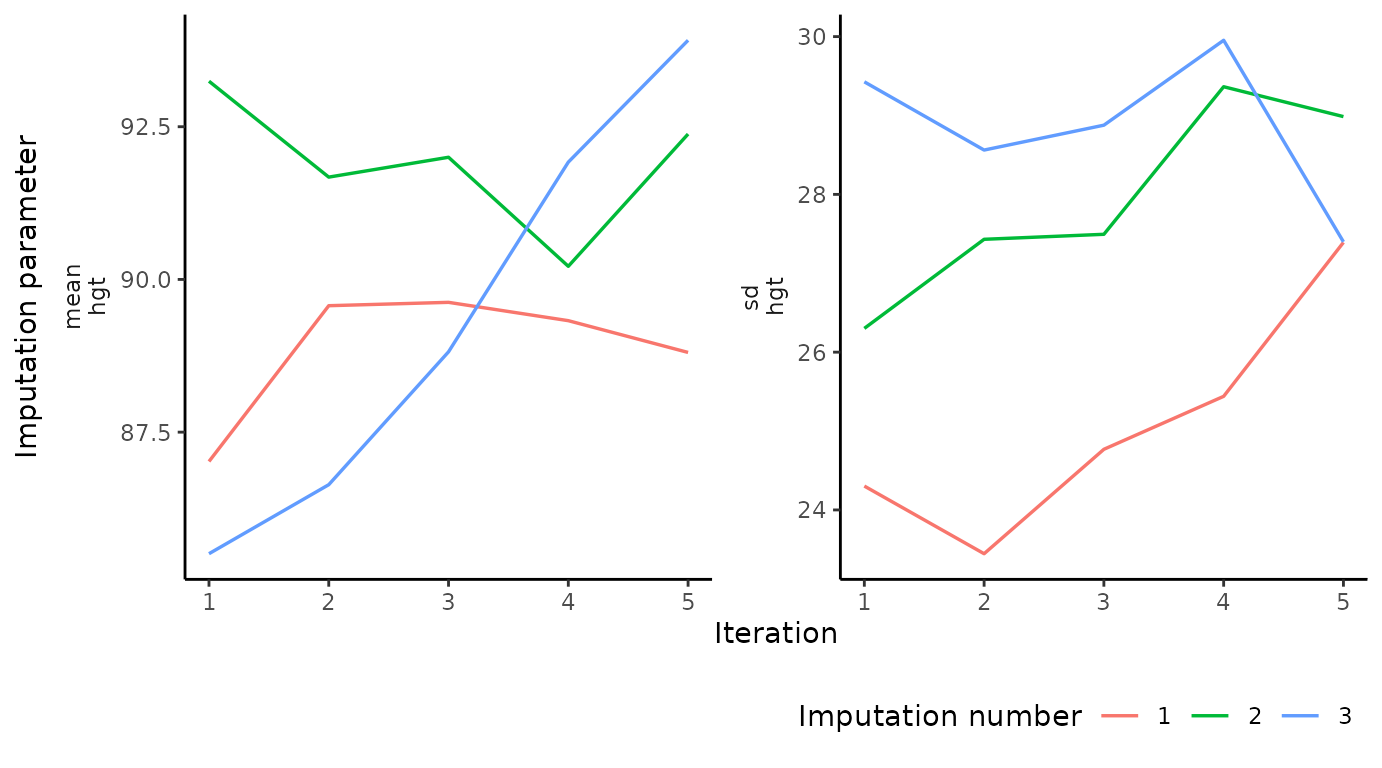 Imputation parameter
mean
hgt
92.5
90.0
87.5
1 2 3 4 5
sd
hgt
30
28
26
24
1 2 3 4 5
Iteration
Imputation number 1 2 3